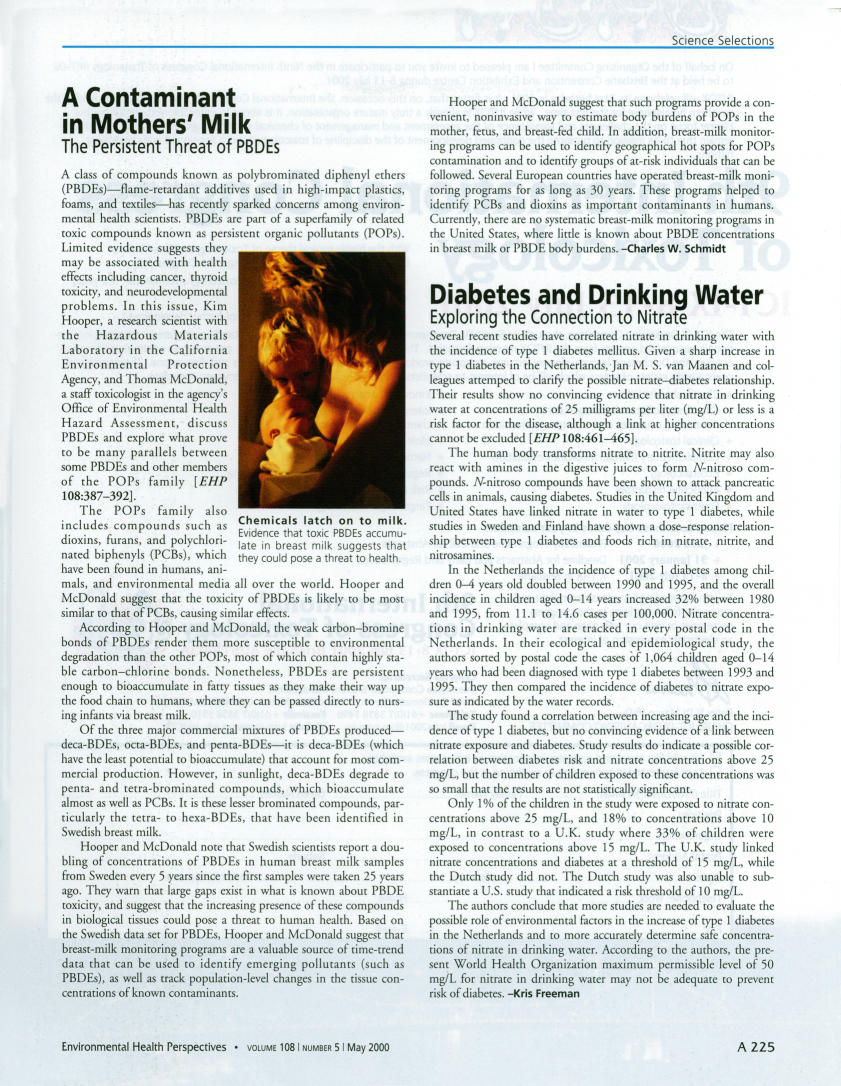 Science Selections
A Contaminant
in Mothers' Milk
The Persistent Threat of PBDEs
A class of compounds known as polybrominated diphenyl ethers
(PBDEs)—flame-retardant additives used in high-impact plastics,
foams, and textiles—has recently sparked concerns among environ-
mental health scientists. PBDEs are part of a superfamily of related
toxic compounds known as persistent organic pollutants (POPs).
Limited evidence suggests they
may be associated with health
effects including cancer, thyroid
toxicity, and neurodevelopmental
problems. In this issue, Kim
Hooper, a research scientist with
the Hazardous Materials
Laboratory in the California
Environmental Protection
Agency, and Thomas McDonald,
a staff toxicologist in the agency's
Office of Environmental Health
Hazard Assessment, discuss
PBDEs and explore what prove
to be many parallels between
some PBDEs and other members
of the POPs family [EHP
108:387–392].
The POPs family also
includes compounds such as
dioxins, furans, and polychlori-
nated biphenyls (PCBs), which
have been found in humans, ani-
mals, and environmental media all over the world. Hooper and
McDonald suggest that the toxicity of PBDEs is likely to be most
similar to that of PCBs, causing similar effects.
According to Hooper and McDonald, the weak carbon–bromine
bonds of PBDEs render them more susceptible to environmental
degradation than the other POPs, most of which contain highly sta-
ble carbon–chlorine bonds. Nonetheless, PBDEs are persistent
enough to bioaccumulate in fatty tissues as they make their way up
the food chain to humans, where they can be passed directly to nurs-
ing infants via breast milk.
Of the three major commercial mixtures of PBDEs produced—
deca-BDEs, octa-BDEs, and penta-BDEs—it is deca-BDEs (which
have the least potential to bioaccumulate) that account for most com-
mercial production. However, in sunlight, deca-BDEs degrade to
penta- and tetra-brominated compounds, which bioaccumulate
almost as well as PCBs. It is these lesser brominated compounds, par-
ticularly the tetra- to hexa-BDEs, that have been identified in
Swedish breast milk.
Hooper and McDonald note that Swedish scientists report a dou-
bling of concentrations of PBDEs in human breast milk samples
from Sweden every 5 years since the first samples were taken 25 years
ago. They warn that large gaps exist in what is known about PBDE
toxicity, and suggest that the increasing presence of these compounds
in biological tissues could pose a threat to human health. Based on
the Swedish data set for PBDEs, Hooper and McDonald suggest that
breast-milk monitoring programs are a valuable source of time-trend
data that can be used to identify emerging pollutants (such as
PBDEs), as well as track population-level changes in the tissue con-
centrations of known contaminants.
Chemicals latch on to milk.
Evidence that toxic PBDEs accumu-
late in breast milk suggests that
they could pose a threat to health.
Hooper and McDonald suggest that such programs provide a con-
venient, noninvasive way to estimate body burdens of POPs in the
mother, fetus, and breast-fed child. In addition, breast-milk monitor-
ing programs can be used to identify geographical hot spots for POPs
contamination and to identify groups of at-risk individuals that can be
followed. Several European countries have operated breast-milk moni-
toring programs for as long as 30 years. These programs helped to
identify PCBs and dioxins as important contaminants in humans.
Currently, there are no systematic breast-milk monitoring programs in
the United States, where little is known about PBDE concentrations
in breast milk or PBDE body burdens. –Charles W. Schmidt
Diabetes and Drinking Water
Exploring the Connection to Nitrate
Several recent studies have correlated nitrate in drinking water with
the incidence of type 1 diabetes mellitus. Given a sharp increase in
type 1 diabetes in the Netherlands, Jan M. S. van Maanen and col-
leagues attemped to clarify the possible nitrate–diabetes relationship.
Their results show no convincing evidence that nitrate in drinking
water at concentrations of 25 milligrams per liter (mg/L) or less is a
risk factor for the disease, although a link at higher concentrations
cannot be excluded [EHP 108:461–465].
The human body transforms nitrate to nitrite. Nitrite may also
react with amines in the digestive juices to form N-nitroso com-
pounds. N-nitroso compounds have been shown to attack pancreatic
cells in animals, causing diabetes. Studies in the United Kingdom and
United States have linked nitrate in water to type 1 diabetes, while
studies in Sweden and Finland have shown a dose–response relation-
ship between type 1 diabetes and foods rich in nitrate, nitrite, and
nitrosamines.
In the Netherlands the incidence of type 1 diabetes among chil-
dren 0–4 years old doubled between 1990 and 1995, and the overall
incidence in children aged 0–14 years increased 32% between 1980
and 1995, from 11.1 to 14.6 cases per 100,000. Nitrate concentra-
tions in drinking water are tracked in every postal code in the
Netherlands. In their ecological and epidemiological study, the
authors sorted by postal code the cases of 1,064 children aged 0–14
years who had been diagnosed with type 1 diabetes between 1993 and
1995. They then compared the incidence of diabetes to nitrate expo-
sure as indicated by the water records.
The study found a correlation between increasing age and the inci-
dence of type 1 diabetes, but no convincing evidence of a link between
nitrate exposure and diabetes. Study results do indicate a possible cor-
relation between diabetes risk and nitrate concentrations above 25
mg/L, but the number of children exposed to these concentrations was
so small that the results are not statistically significant.
Only 1% of the children in the study were exposed to nitrate con-
centrations above 25 mg/L, and 18% to concentrations above 10
mg/L, in contrast to a U.K. study where 33% of children were
exposed to concentrations above 15 mg/L. The U.K. study linked
nitrate concentrations and diabetes at a threshold of 15 mg/L, while
the Dutch study did not. The Dutch study was also unable to sub-
stantiate a U.S. study that indicated a risk threshold of 10 mg/L.
The authors conclude that more studies are needed to evaluate the
possible role of environmental factors in the increase of type 1 diabetes
in the Netherlands and to more accurately determine safe concentra-
tions of nitrate in drinking water. According to the authors, the pre-
sent World Health Organization maximum permissible level of 50
mg/L for nitrate in drinking water may not be adequate to prevent
risk of diabetes. –Kris Freeman
Environmental Health Perspectives • VOLUME 108 | NUMBER 5 | May 2000
A 225